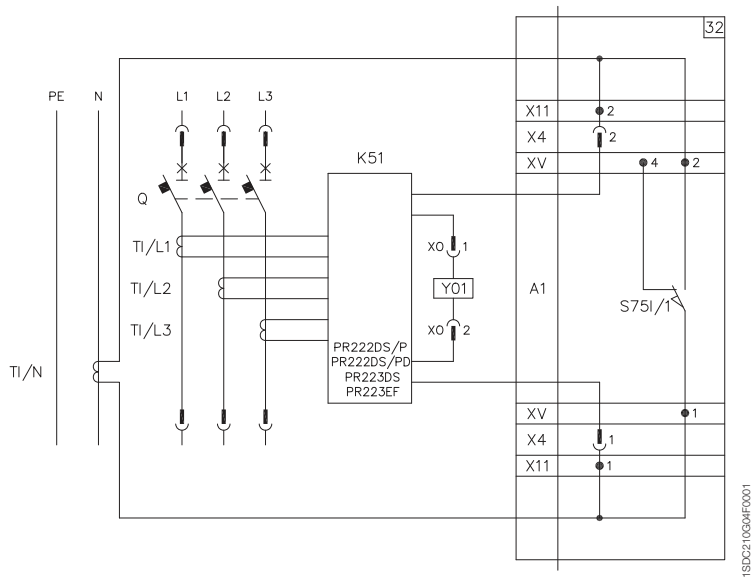 32
PE N L1 L2 L3
X11 2
X4 2
K51
XV 4 2
Q
TI/L1 X0 1
TI/L2 Y01 A1
S75I/1
TI/L3 X0 2
PR222DS/P
PR222DS/PD
TI/N PR223DS
PR223EF
XV 1
X4 1
X11 1
1SDC210G04F0001